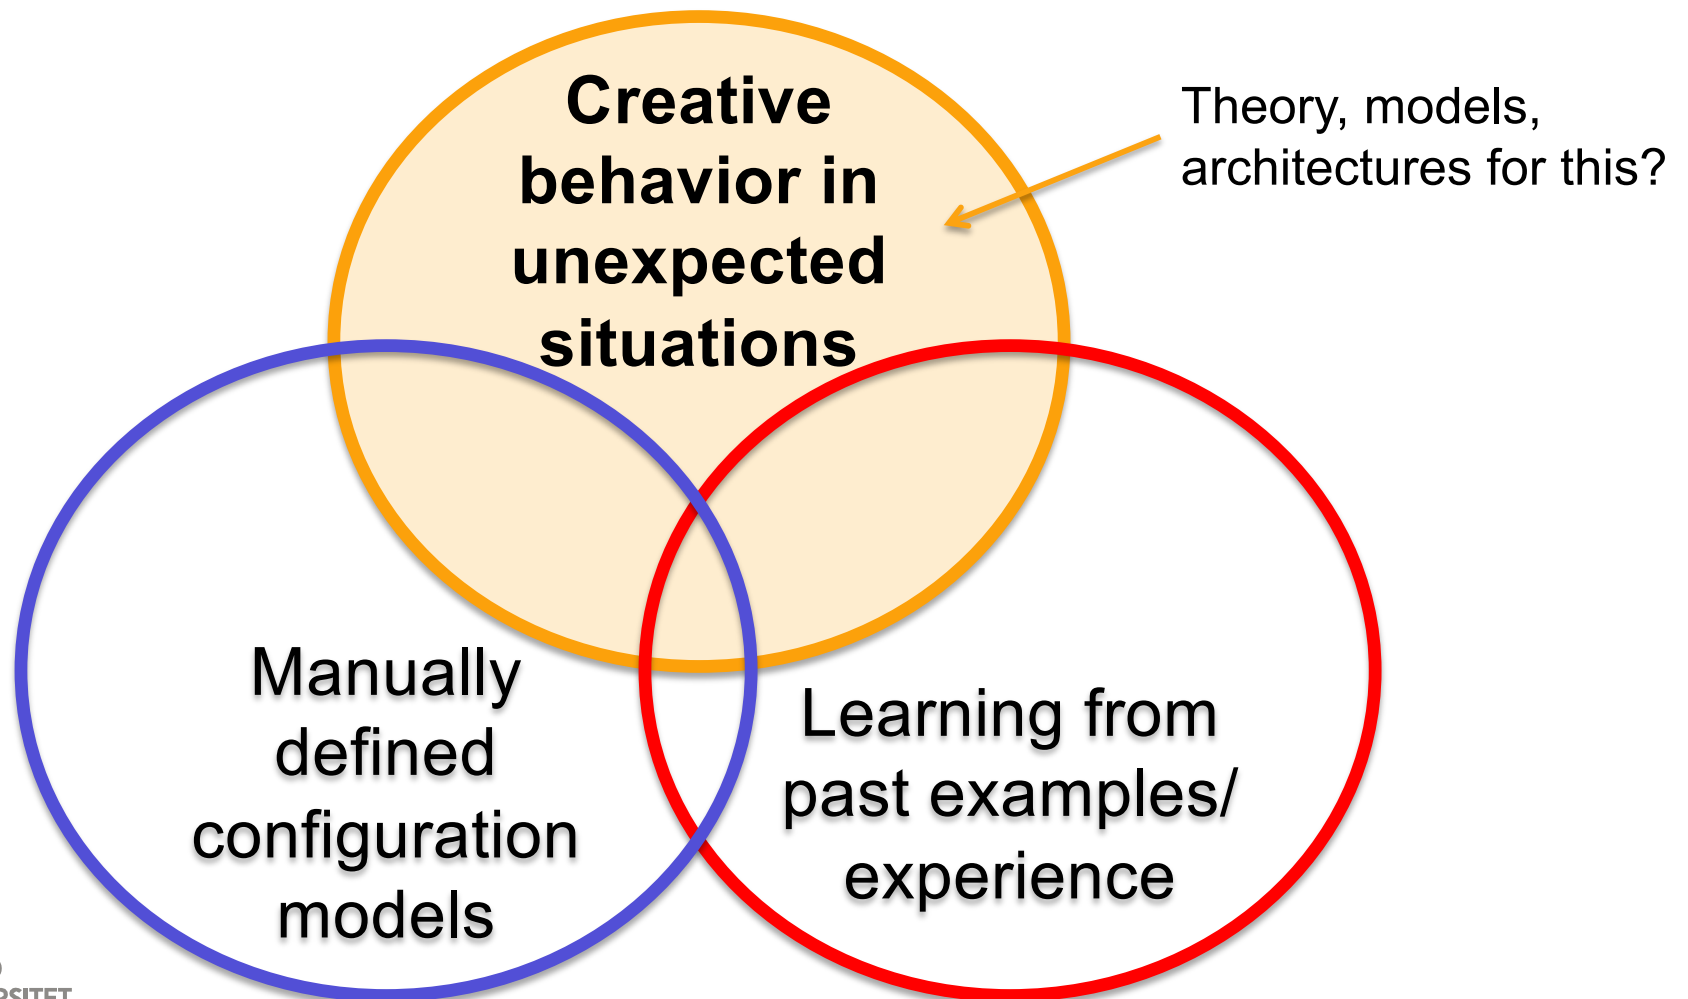 Creative
behavior in
unexpected
situations
Theory, models,
architectures for this?
Manually
defined
configuration
models
Learning from
past examples/
experience